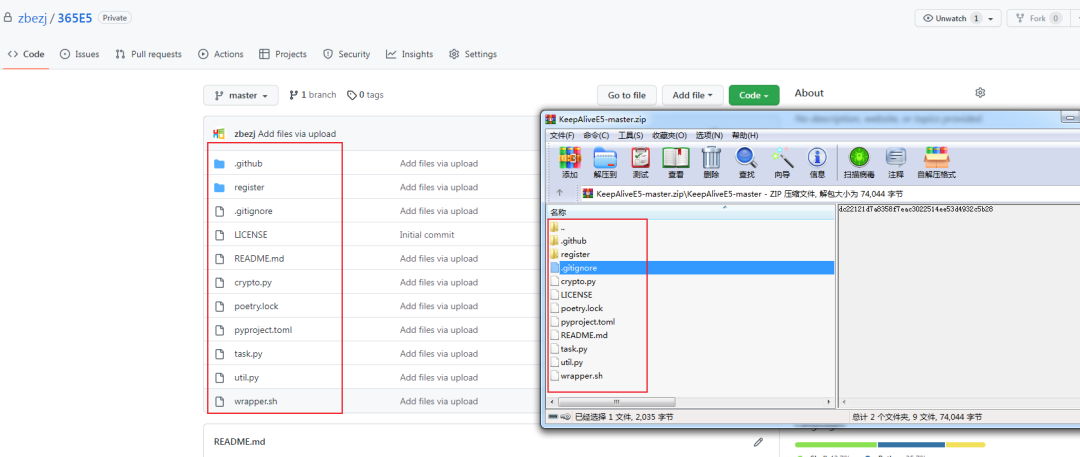 zbezj / 365E5 Private
Unwatch 1
Fork 0
Code
Issues
Pull requests
Actions
Projects
Security
Insights
Settings
master
1 branch
0 tags
Go to file
Add file
Code
About
zbezj Add files via upload
.github Add files via upload
register Add files via upload
.gitignore Add files via upload
LICENSE Initial commit
README.md Add files via upload
crypto.py Add files via upload
poetry.lock Add files via upload
pyproject.toml Add files via upload
task.py Add files via upload
util.py Add files via upload
wrapper.sh Add files via upload
README.md
KeepAliveE5-master.zip
文件(F) 命令(C) 工具(S) 收藏夹(O) 选项(N) 帮助(H)
添加 解压到 测试 查看 删除 查找 向导 信息 扫描病毒 注释 自解压格式
KeepAliveE5-master.zip\KeepAliveE5-master - ZIP 压缩文件, 解包大小为 74,044 字节
名称
..
.github
register
.gitignore
crypto.py
LICENSE
poetry.lock
pyproject.toml
README.md
task.py
util.py
wrapper.sh
dc22121d7a8358f7eac3022514ee53d4932c5b28
已经选择 1 文件, 2,035 字节
总计 2 个文件夹, 9 文件, 74,044 字节